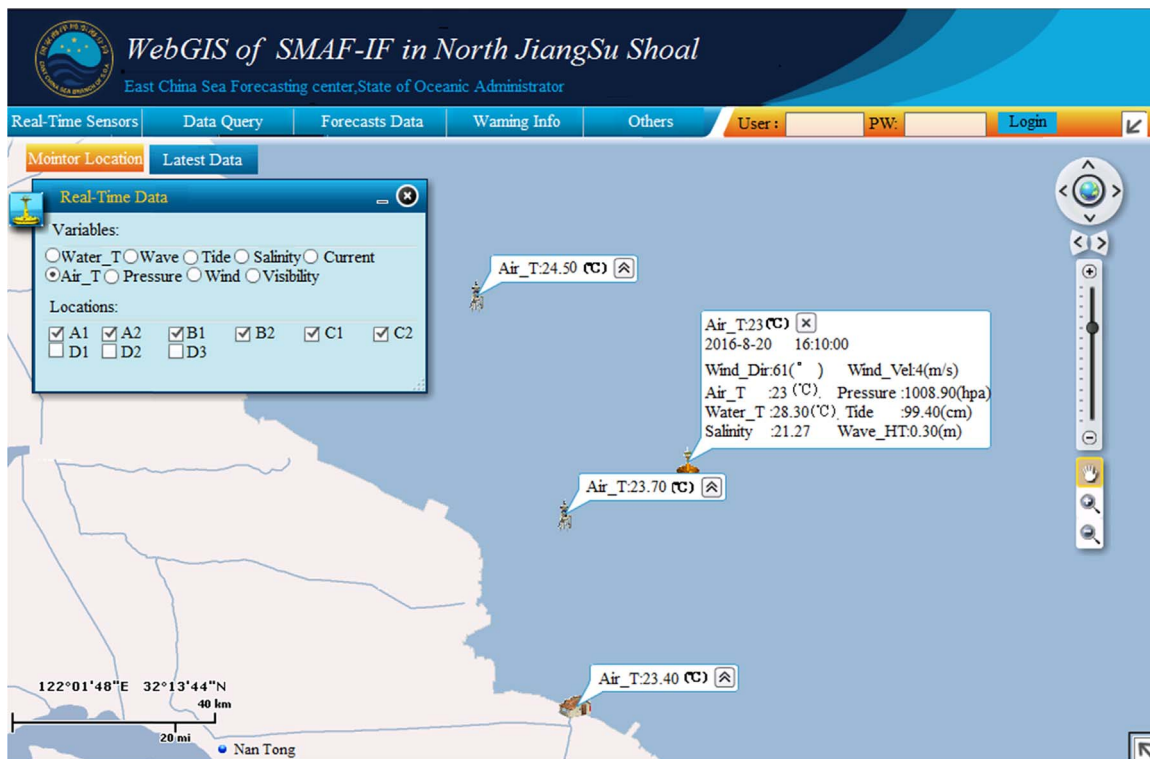 WebGIS of SMAF-IF in North JiangSu Shoal
East China Sea Forecasting center,State of Oceanic Administrator
Real-Time Sensors Data Query Forecasts Data Warning Info Others User : PW: Login
Mointor Location Latest Data
Real-Time Data
Variables:
Water_T Wave Tide Salinity Current
Air_T Pressure Wind Visibility
Locations:
A1 A2 B1 B2 C1 C2
D1 D2 D3
Air_T:24.50 (℃)
Air_T:23(℃)
2016-8-20 16:10:00
Wind_Dir:61(° ) Wind_Vel:4(m/s)
Air_T :23 (℃). Pressure :1008.90(hpa)
Water_T :28.30(℃). Tide :99.40(cm)
Salinity :21.27 Wave_HT:0.30(m)
Air_T:23.70 (℃)
Air_T:23.40 (℃)
122°01'48"E 32°13'44"N
40 km
20 mi
Nan Tong